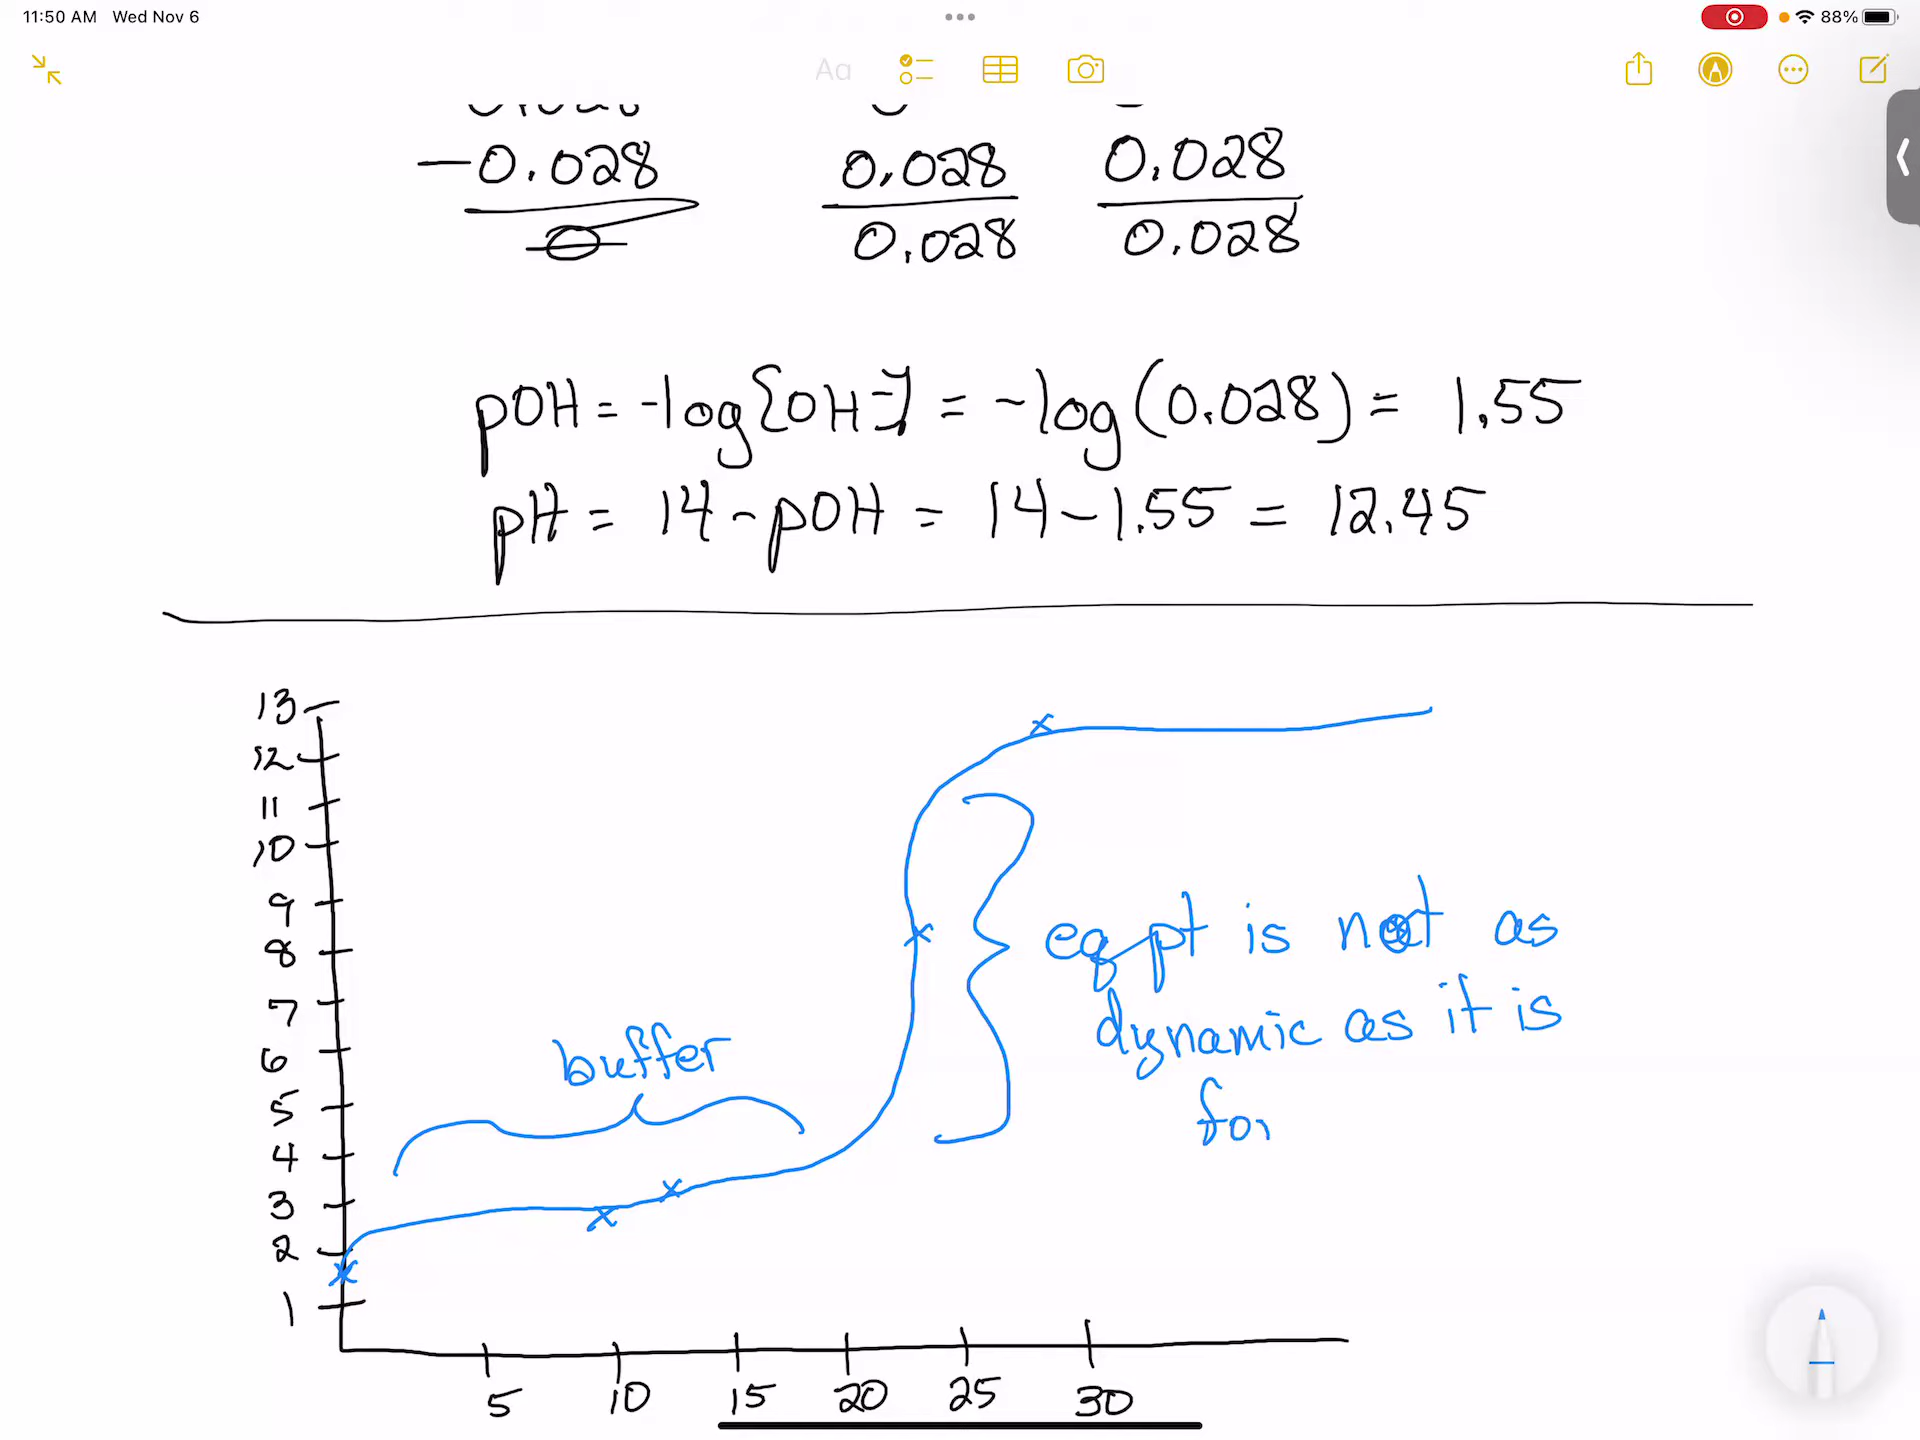 11:50 AM Wed Nov 6
88%
Aa
-0.028 0.028 0.028
0 0.028 0.028
pOH = -log[OH-] = -log(0.028) = 1.55
pH = 14 - pOH = 14 - 1.55 = 12.45
13
12
11
10
9
8
7
6
5
4
3
2
1
buffer
eq pt is not as
dynamic as it is
for
5 10 15 20 25 30